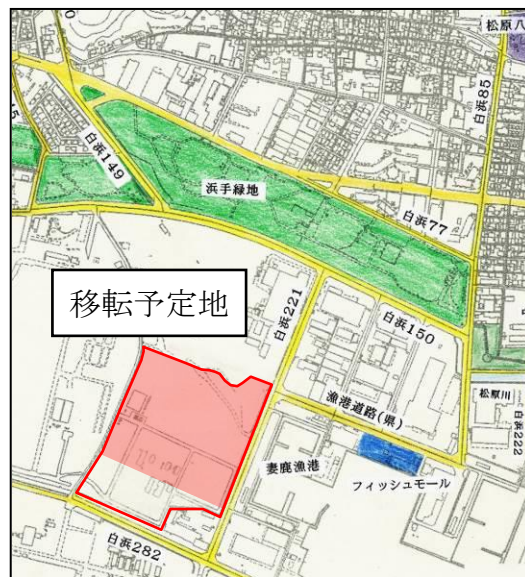 松原八
白浜85
白浜149
浜手緑地
白浜77
移転予定地
白浜221
白浜150
漁港道路(県)
松原川
白浜222
妻鹿漁港
フィッシュモール
白浜282